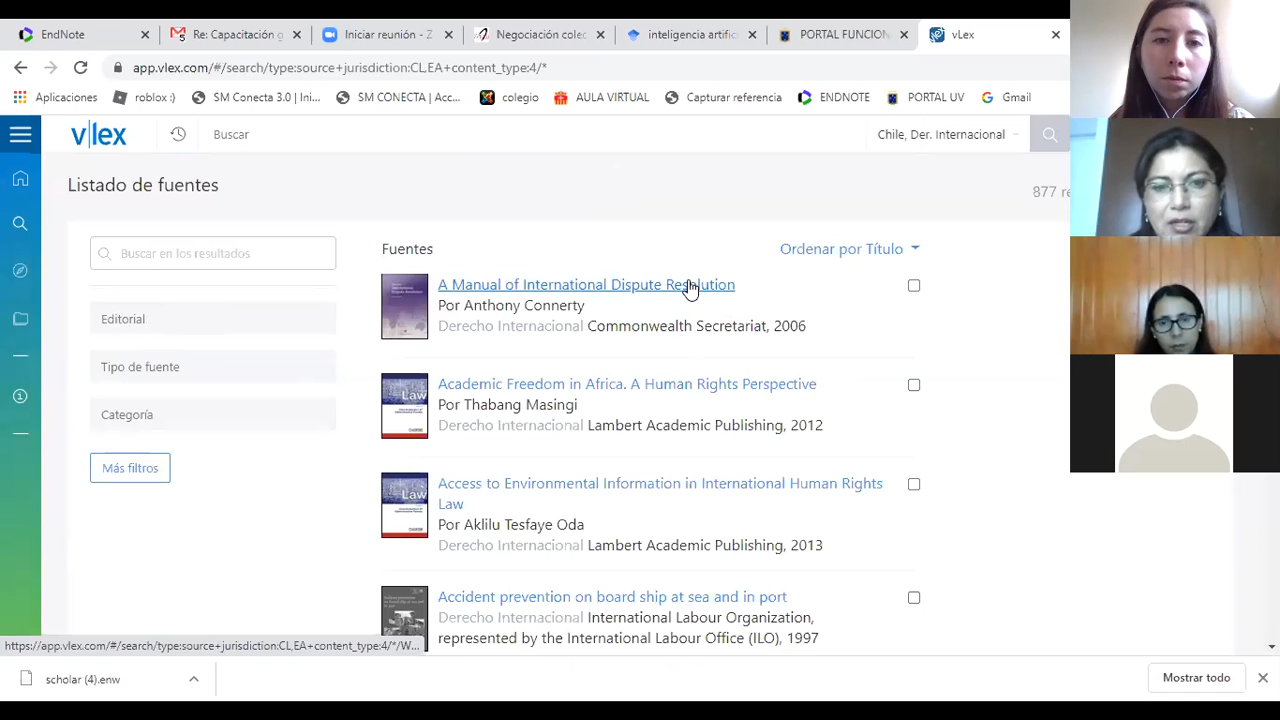 EndNote
Re: Capacitación g
Iniciar reunión - Z
Negociación colec
inteligencia artific
PORTAL FUNCION
vLex
app.vlex.com/#/search/type:source+jurisdiction:CL,EA+content_type:4/*
Aplicaciones
roblox :)
SM Conecta 3.0 | Ini...
SM CONECTA | Acc...
colegio
AULA VIRTUAL
Capturar referencia
ENDNOTE
PORTAL UV
Gmail
v|lex
Buscar
Chile, Der. Internacional
Listado de fuentes
877 re
Buscar en los resultados
Editorial
Tipo de fuente
Categoría
Más filtros
Fuentes
Ordenar por Título
A Manual of International Dispute Resolution
Por Anthony Connerty
Derecho Internacional Commonwealth Secretariat, 2006
Academic Freedom in Africa. A Human Rights Perspective
Por Thabang Masingi
Derecho Internacional Lambert Academic Publishing, 2012
Access to Environmental Information in International Human Rights
Law
Por Aklilu Tesfaye Oda
Derecho Internacional Lambert Academic Publishing, 2013
Accident prevention on board ship at sea and in port
Derecho Internacional International Labour Organization,
represented by the International Labour Office (ILO), 1997
https://app.vlex.com/#/search/type:source+jurisdiction:CL,EA+content_type:4/*/W...
scholar (4).enw
Mostrar todo